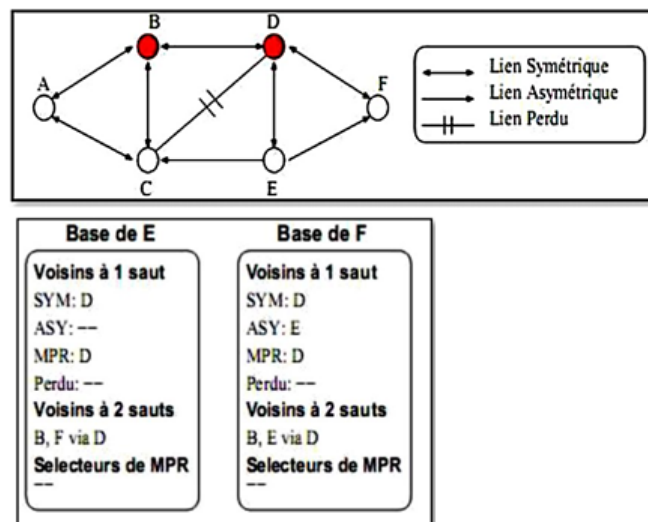 B
D
A
F
C
E
Lien Symétrique
Lien Asymétrique
Lien Perdu
Base de E
Voisins à 1 saut
SYM: D
ASY: −−
MPR: D
Perdu: −−
Voisins à 2 sauts
B, F via D
Selecteurs de MPR
−−
Base de F
Voisins à 1 saut
SYM: D
ASY: E
MPR: D
Perdu: −−
Voisins à 2 sauts
B, E via D
Selecteurs de MPR
−−